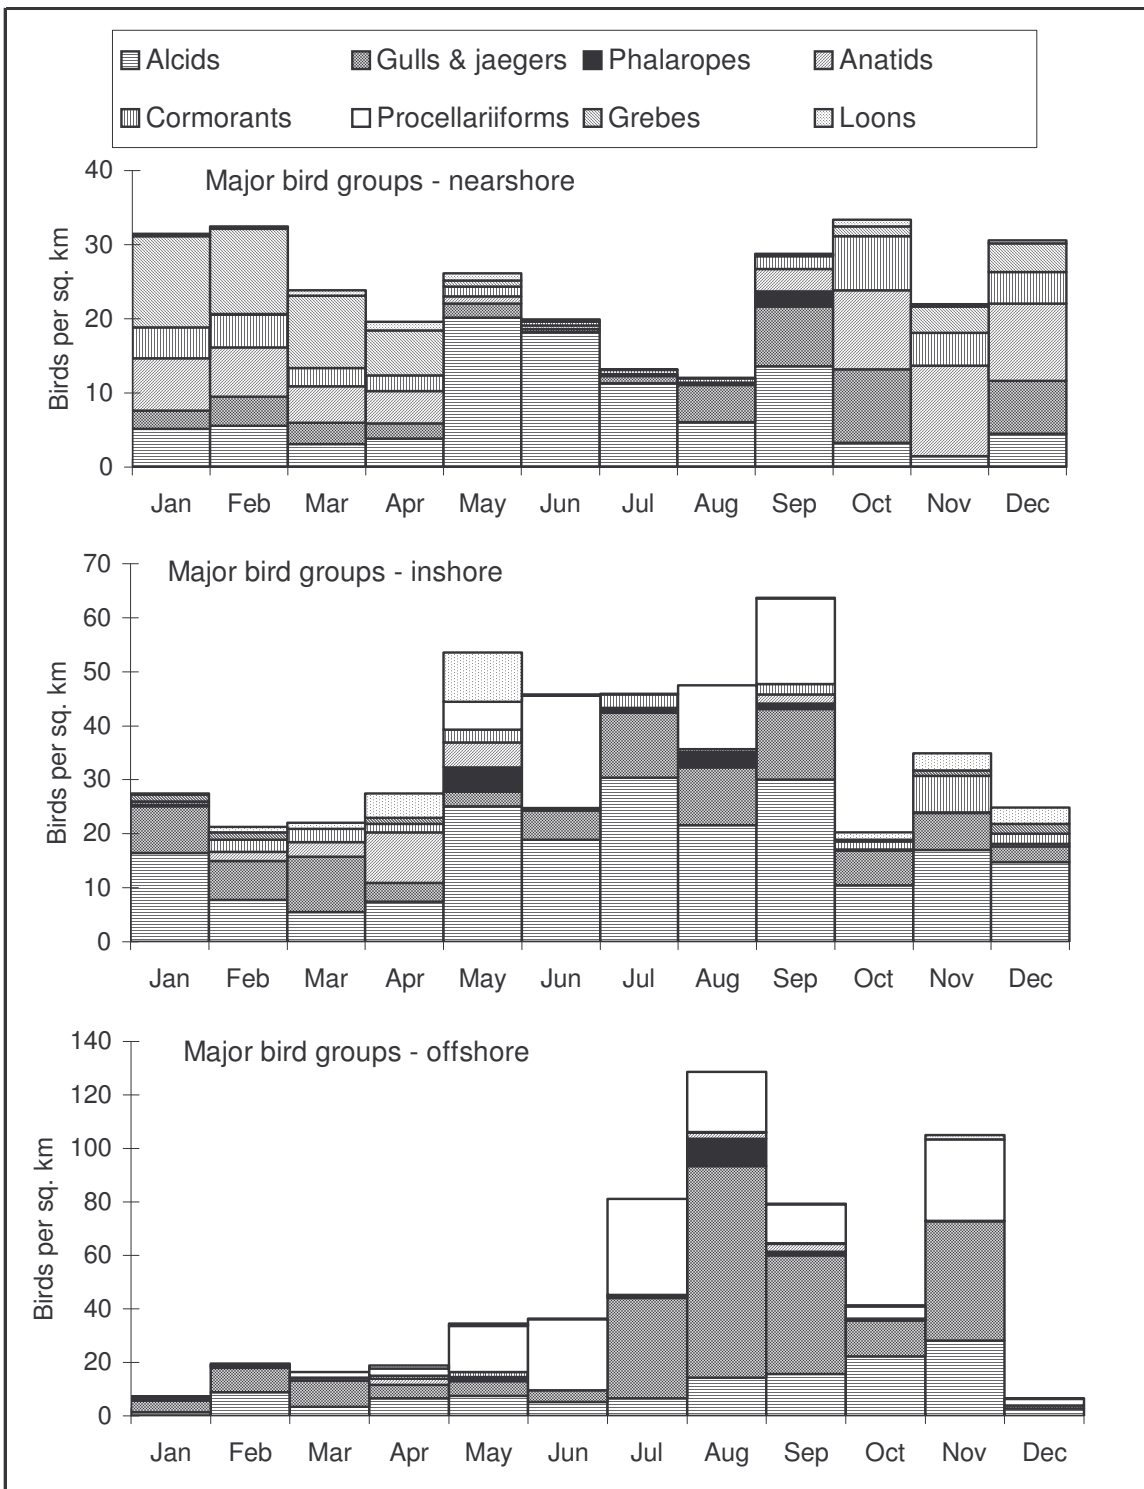 Alcids Gulls & jaegers Phalaropes Anatids
Cormorants Procellariiforms Grebes Loons
Major bird groups - nearshore
Birds per sq. km
40
30
20
10
0
Jan Feb Mar Apr May Jun Jul Aug Sep Oct Nov Dec
Major bird groups - inshore
Birds per sq. km
70
60
50
40
30
20
10
0
Jan Feb Mar Apr May Jun Jul Aug Sep Oct Nov Dec
Major bird groups - offshore
Birds per sq. km
140
120
100
80
60
40
20
0
Jan Feb Mar Apr May Jun Jul Aug Sep Oct Nov Dec